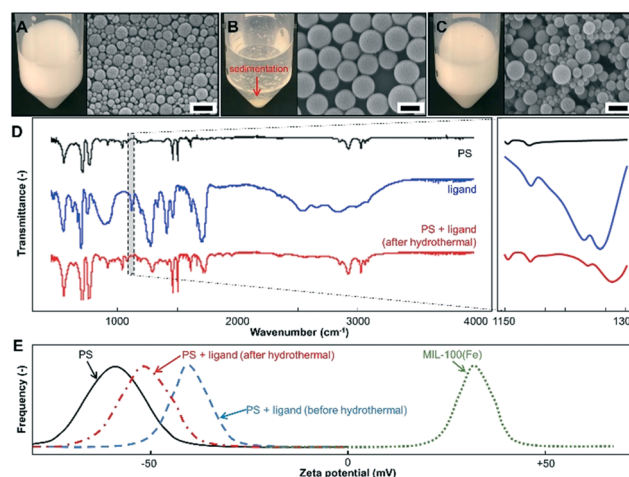 A
B
C
sedimentation
D
Transmittance (-)
PS
ligand
PS + ligand
(after hydrothermal)
1000
2000
3000
4000
1150
130
Wavenumber (cm-1)
E
Frequency (-)
PS
PS + ligand (after hydrothermal)
MIL-100(Fe)
PS + ligand (before hydrothermal)
-50
0
+50
Zeta potential (mV)